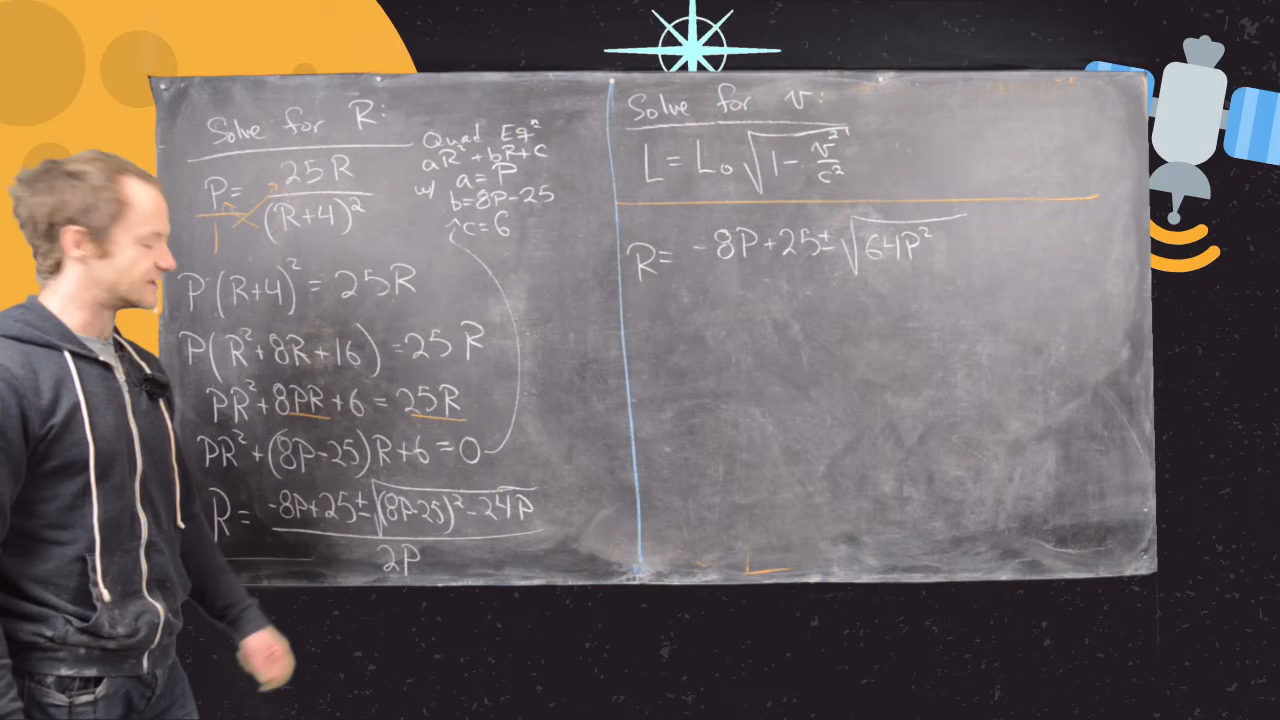 Solve for R:
P = 25R / (R+4)²
1
Quad Eq²
aR² + bR + c
w/ a = P
b = 8P-25
c = 6
P·(R+4)² = 25R
P(R²+8R+16) = 25R
PR²+8PR+6 = 25R
PR²+(8P-25)R+6 = 0
R = -8P+25±√(8P-25)²-24P / 2P
Solve for v:
L = L₀ √1 - v²/c²
R = -8P+25±√64P²